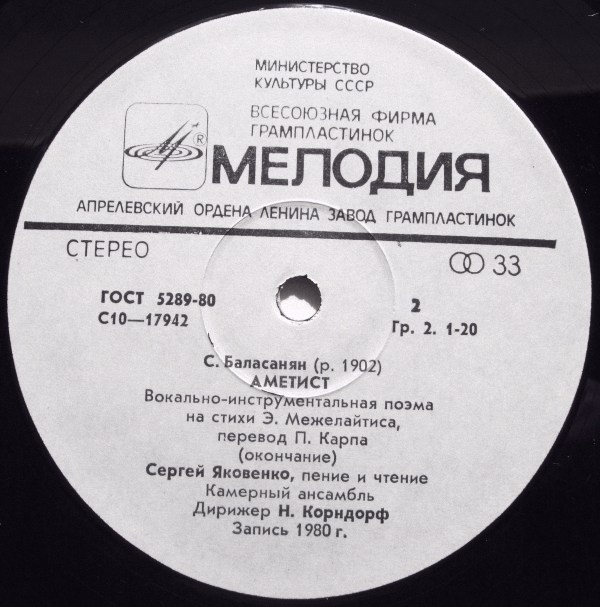 МИНИСТЕРСТВО
КУЛЬТУРЫ СССР
ВСЕСОЮЗНАЯ ФИРМА
ГРАМПЛАСТИНОК
R
МЕЛОДИЯ
АПРЕЛЕВСКИЙ ОРДЕНА ЛЕНИНА ЗАВОД ГРАМПЛАСТИНОК
СТЕРЕО
33
ГОСТ 5289-80
2
С10—17942
Гр. 2. 1-20
С. Баласанян (р. 1902)
АМЕТИСТ
Вокально-инструментальная поэма
на стихи Э. Межелайтиса,
перевод П. Карпа
(окончание)
Сергей Яковенко, пение и чтение
Камерный ансамбль
Дирижер Н. Корндорф
Запись 1980 г.